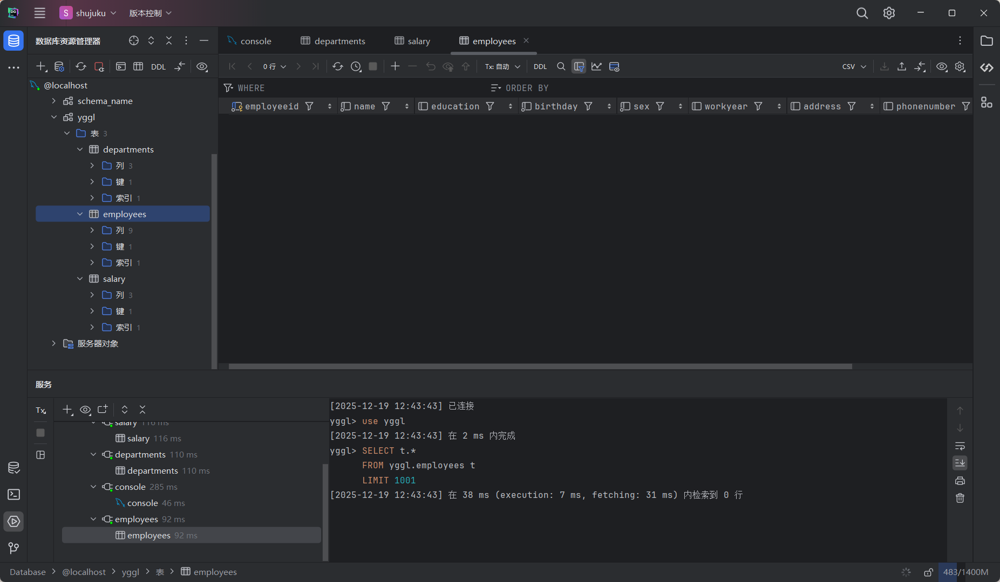 S shujuku 版本控制
数据库资源管理器
DDL
@localhost
schema_name
yggl
表 3
departments
列 3
键 1
索引 1
employees
列 9
键 1
索引 1
salary
列 3
键 1
索引 1
服务器对象
console departments salary employees
0 行 Tx: 自动 DDL CSV
WHERE ORDER BY
employeeid name education birthday sex workyear address phonenumber
服务
Tx
salary 116 ms
salary 116 ms
departments 110 ms
departments 110 ms
console 285 ms
console 46 ms
employees 92 ms
employees 92 ms
[2025-12-19 12:43:43] 已连接
yggl> use yggl
[2025-12-19 12:43:43] 在 2 ms 内完成
yggl> SELECT t.*
FROM yggl.employees t
LIMIT 1001
[2025-12-19 12:43:43] 在 38 ms (execution: 7 ms, fetching: 31 ms) 内检索到 0 行
Database > @localhost > yggl > 表 > employees
483/1400M